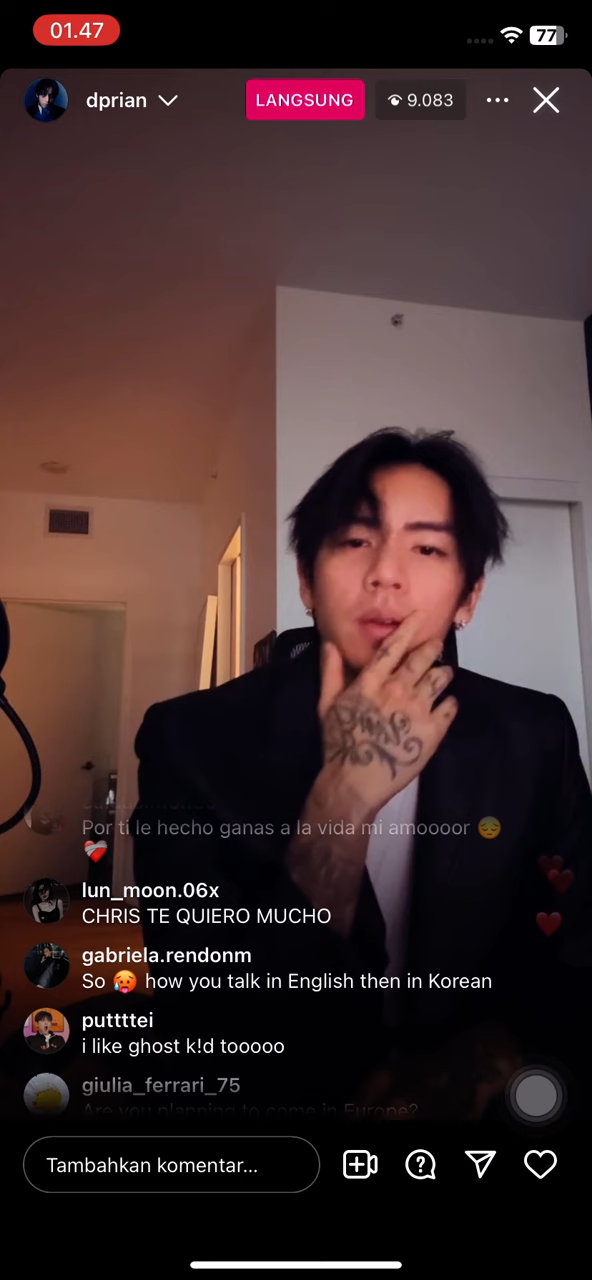 01.47
77
dprian
LANGSUNG
9.083
Por ti le hecho ganas a la vida mi amoooor 😔
❤️‍🩹
lun_moon.06x
CHRIS TE QUIERO MUCHO
gabriela.rendonm
So 🥵 how you talk in English then in Korean
puttttei
i like ghost k!d tooooo
giulia_ferrari_75
Are you planning to come in Europe?
Tambahkan komentar...